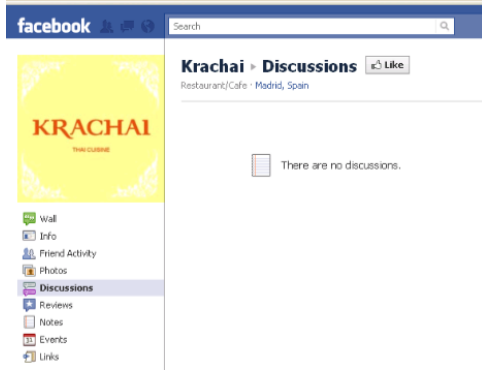 facebook
Search
Krachai ▸ Discussions
Like
Restaurant/Cafe · Madrid, Spain
KRACHAI
THAI CUISINE
There are no discussions.
Wall
Info
Friend Activity
Photos
Discussions
Reviews
Notes
31
Events
Links